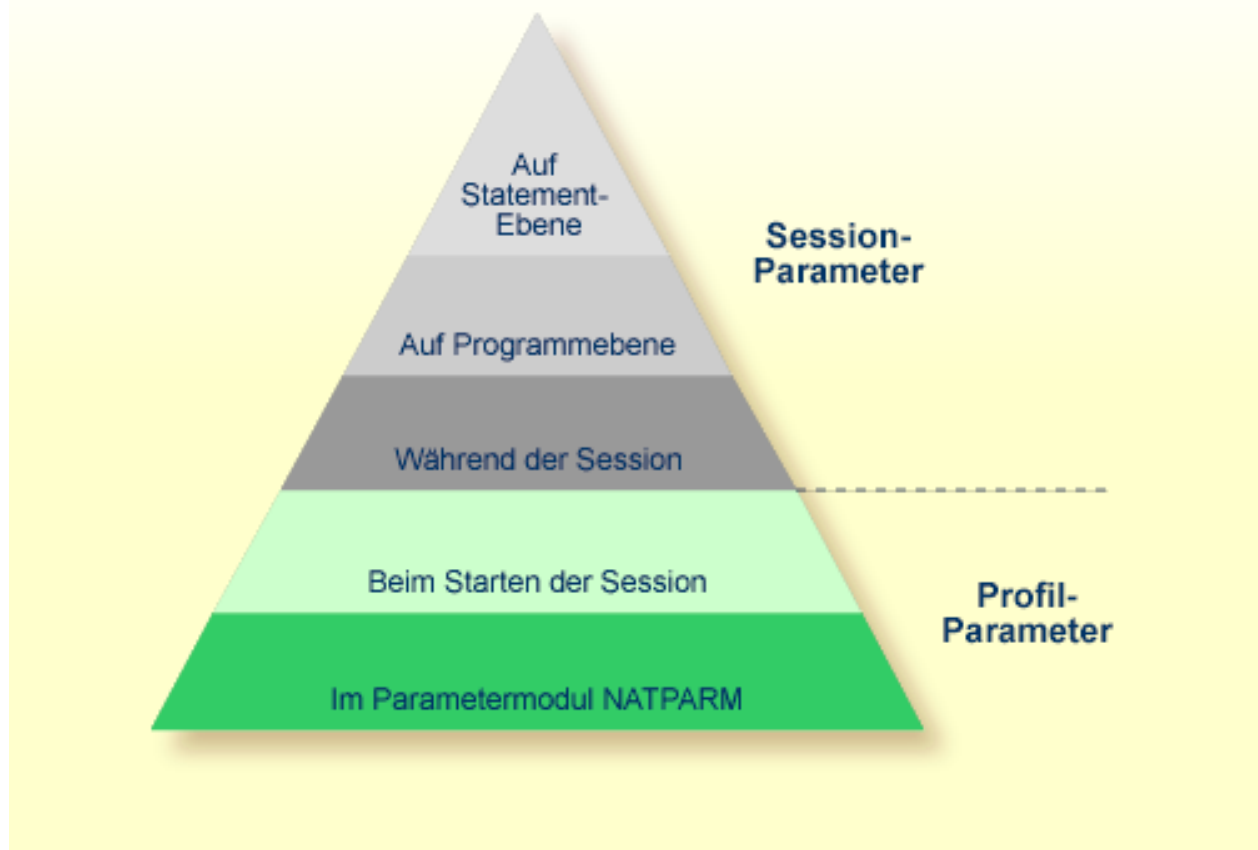 Auf
Statement-
Ebene
Session-
Parameter
Auf Programmebene
Während der Session
Beim Starten der Session
Profil-
Parameter
Im Parametermodul NATPARM